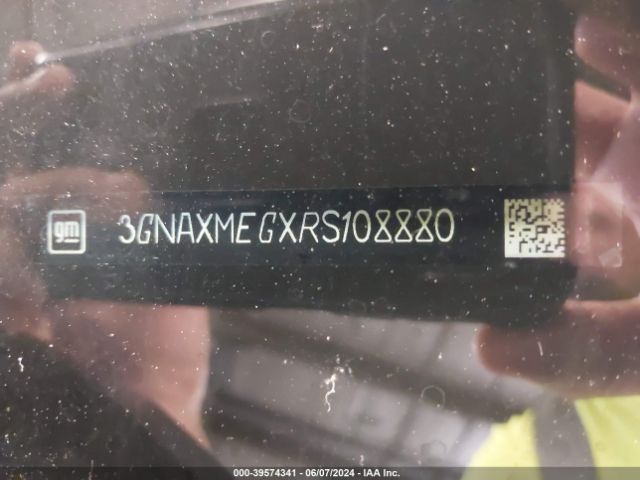 gm 3GNAXMEGXRS108880
000-39574341 | 06/07/2024 - IAA Inc.